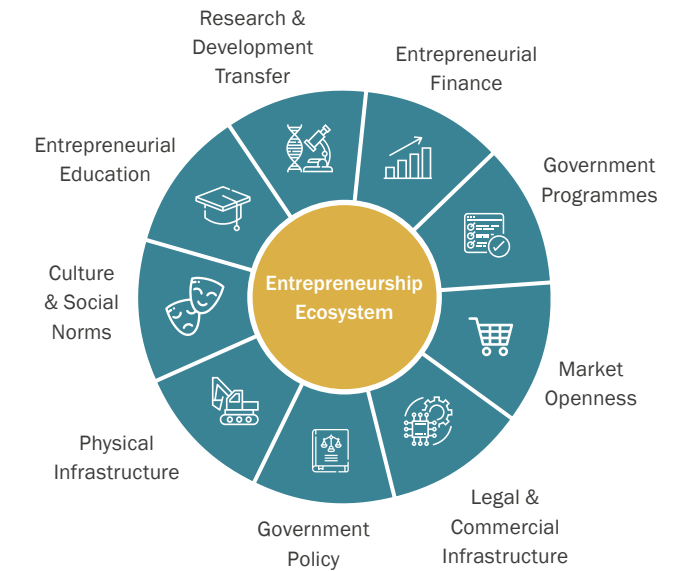 Research &
Development
Transfer
Entrepreneurial
Finance
Government
Programmes
Market
Openness
Legal &
Commercial
Infrastructure
Government
Policy
Physical
Infrastructure
Culture
& Social
Norms
Entrepreneurial
Education
Entrepreneurship
Ecosystem